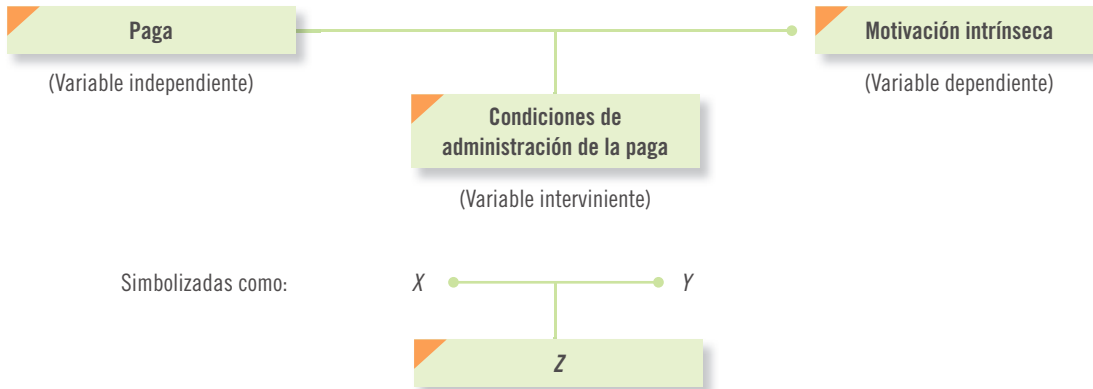 Paga
Motivación intrínseca
(Variable independiente)
(Variable dependiente)
Condiciones de
administración de la paga
(Variable interviniente)
Simbolizadas como:
X
Y
Z